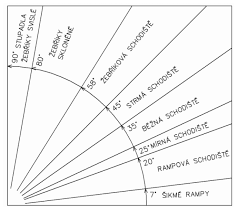 90° STUPADLA
ŽEBŘÍKY SVISLÉ
80°
ŽEBŘÍKY
SKLONĚNÉ
58°
ŽEBŘÍKOVÁ SCHODIŠTĚ
45°
STRMÁ SCHODIŠTĚ
35°
BĚŽNÁ SCHODIŠTĚ
25°
MÍRNÁ SCHODIŠTĚ
20°
RAMPOVÁ SCHODIŠTĚ
7°
ŠIKMÉ RAMPY